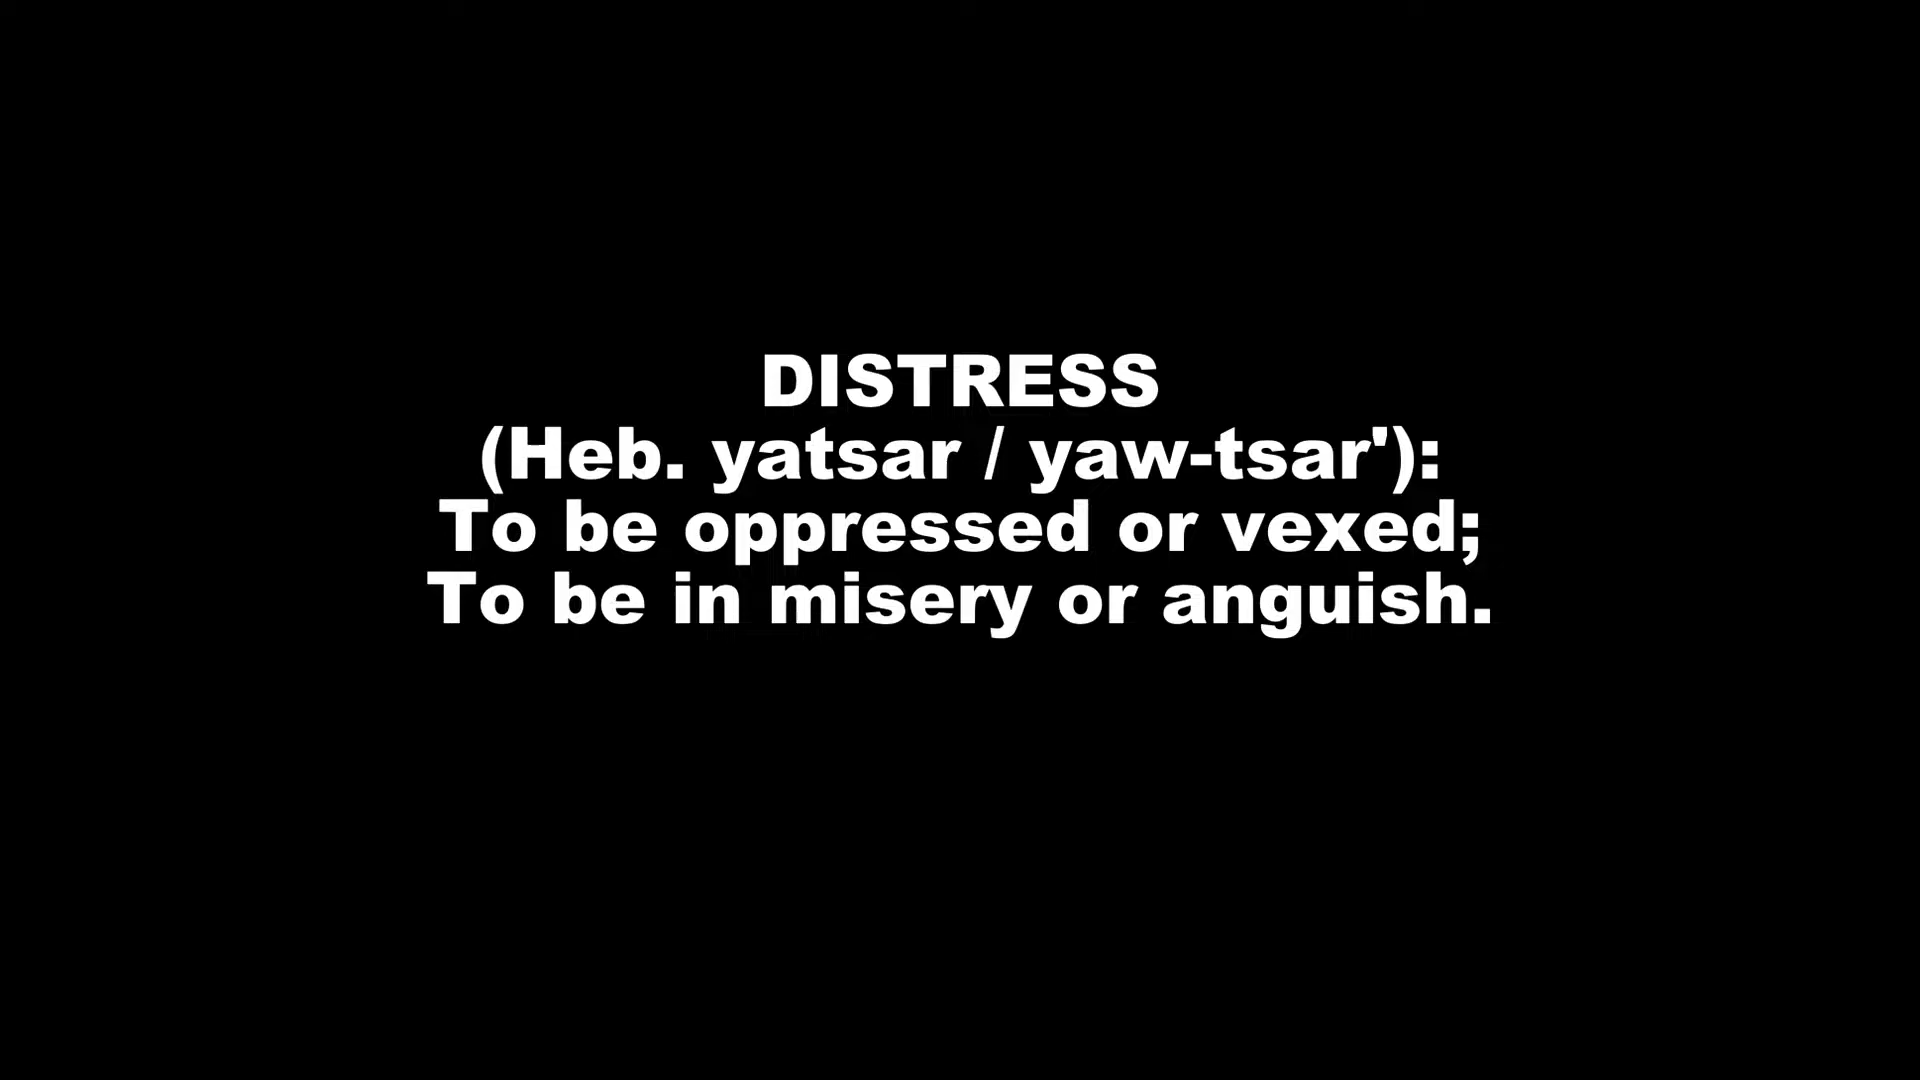 DISTRESS
(Heb. yatsar / yaw-tsar'):
To be oppressed or vexed;
To be in misery or anguish.